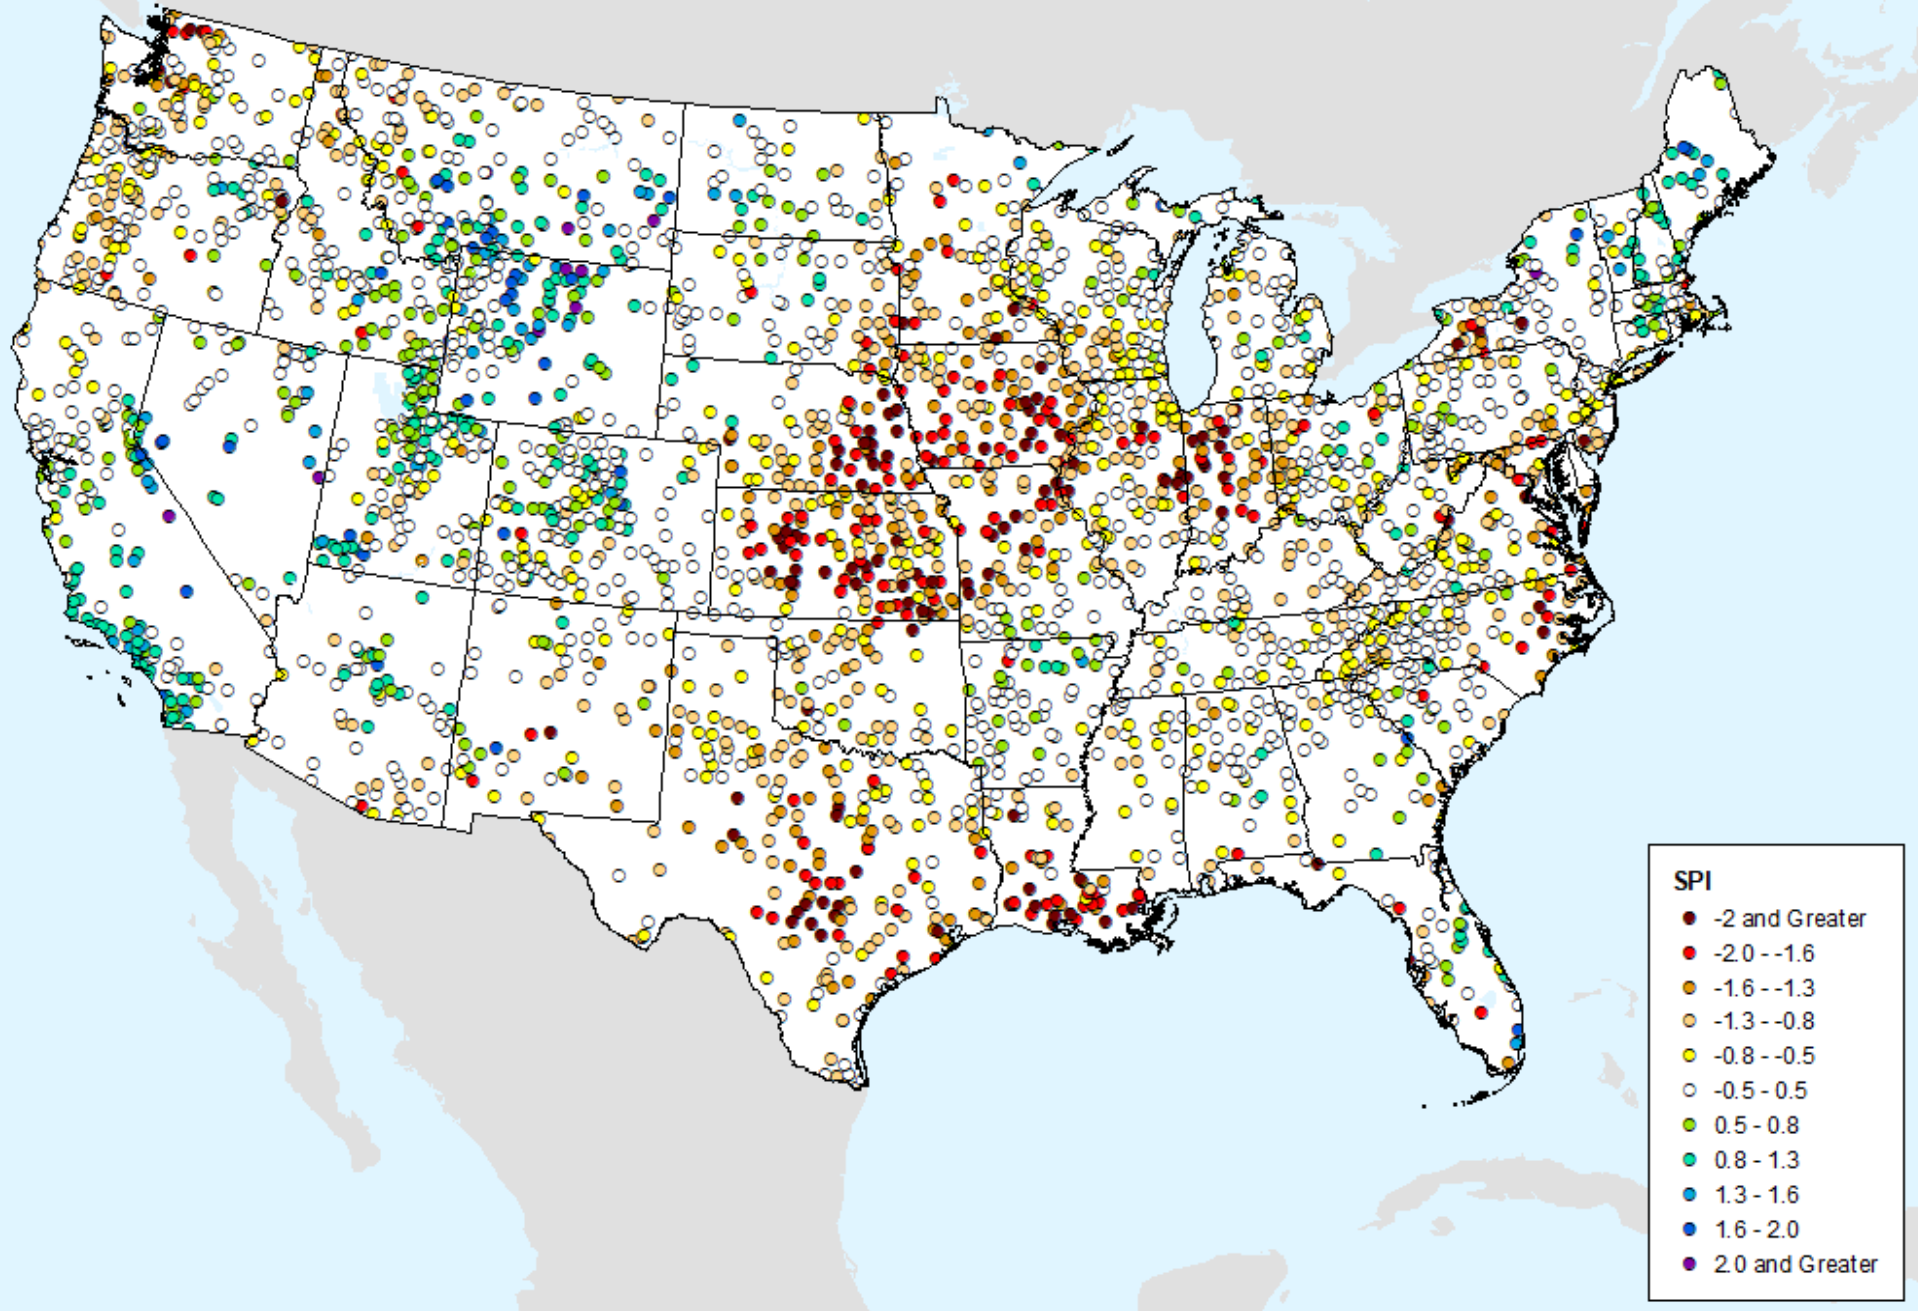 SPI
-2 and Greater
-2.0 - -1.6
-1.6 - -1.3
-1.3 - -0.8
-0.8 - -0.5
-0.5 - 0.5
0.5 - 0.8
0.8 - 1.3
1.3 - 1.6
1.6 - 2.0
2.0 and Greater